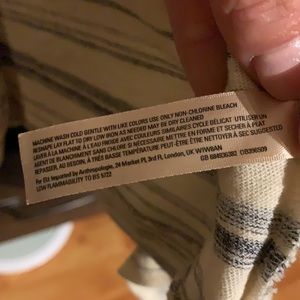 MACHINE WASH COLD GENTLE WITH LIKE COLORS USE ONLY NON-CHLORINE BLEACH
RESHAPE LAY FLAT TO DRY LOW IRON AS NEEDED MAY BE DRY CLEANED
LAVER À LA MACHINE À L'EAU FROIDE AVEC COULEURS SIMILAIRES CYCLE DÉLICAT UTILISER UN
AGENT DE BLANCHIMENT SANS CHLORE SI NÉCESSAIRE METTRE EN FORME ET SÉCHER À PLAT
REPASSER, AU BESOIN, À TRÈS BASSE TEMPÉRATURE PEUT-ÊTRE ÊTRE NETTOYER À SEC SUGGESTED
LOW FLAMMABILITY TO BS 5722
For EU Imported by Anthropologie, 24 Market Pl, 3rd Fl, London, UK W1W8AN
GB 684936382